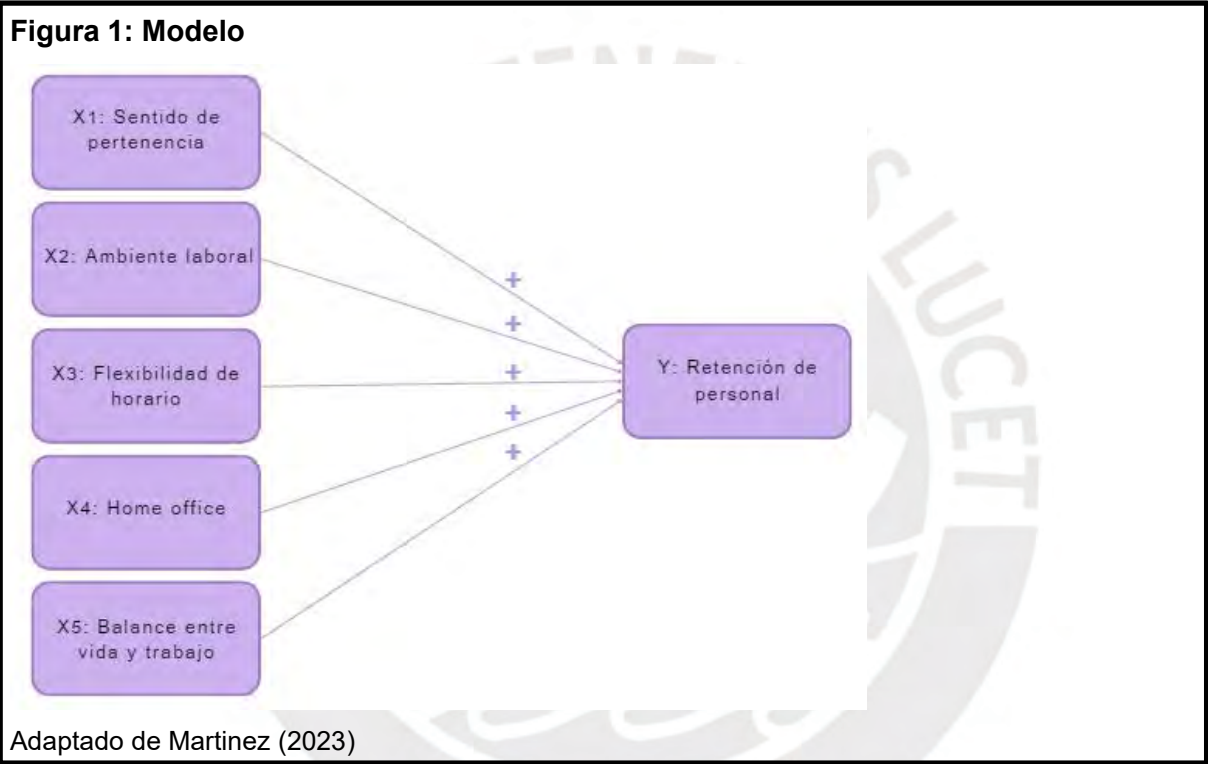 Figura 1: Modelo
X1: Sentido de
pertenencia
X2: Ambiente laboral
X3: Flexibilidad de
horario
X4: Home office
X5: Balance entre
vida y trabajo
+
+
+
+
+
Y: Retención de
personal
LUCET
Adaptado de Martinez (2023)